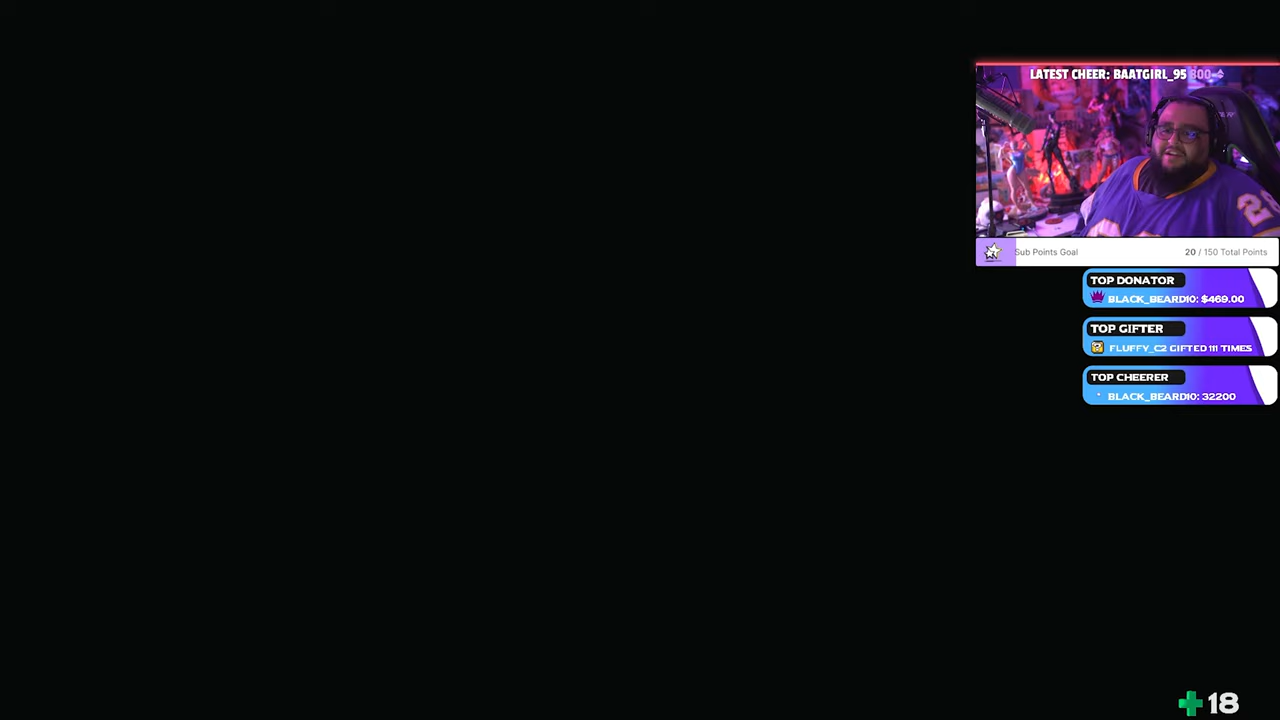 LATEST CHEER: BAATGIRL_95 800
Sub Points Goal 20 / 150 Total Points
TOP DONATOR
BLACK_BEARD10: $469.00
TOP GIFTER
FLUFFY_C2 GIFTED 111 TIMES
TOP CHEERER
BLACK_BEARD10: 32200
18